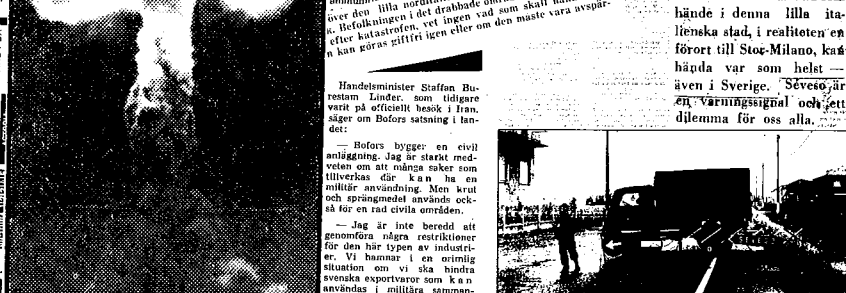 över den lilla
k. Befolkningen i det drabbade
efter katastrofen, vet ingen vad som skall
n kan göras giftfri igen eller om den måste vara avspär-
Handelsminister Staffan Bu-
renstam Linder, som tidigare
varit på officiellt besök i Iran,
säger om Bofors satsning i lan-
det:
— Bofors bygger en civil
anläggning. Jag är starkt med-
veten om att många saker som
tillverkas där kan ha en
militär användning. Men krut
och sprängmedel används ock-
så för en rad civila områden.
— Jag är inte beredd att
genomföra några restriktioner
för den här typen av industri-
er. Vi hamnar i en orimlig
situation om vi ska hindra
svenska exportvaror som kan
användas i militära samman-
hände i denna lilla ita-
lienska stad, i realiteten en
förort till Stor-Milano, kan
hända var som helst —
även i Sverige. Seveso är
en varningssignal och ett
dilemma för oss alla.